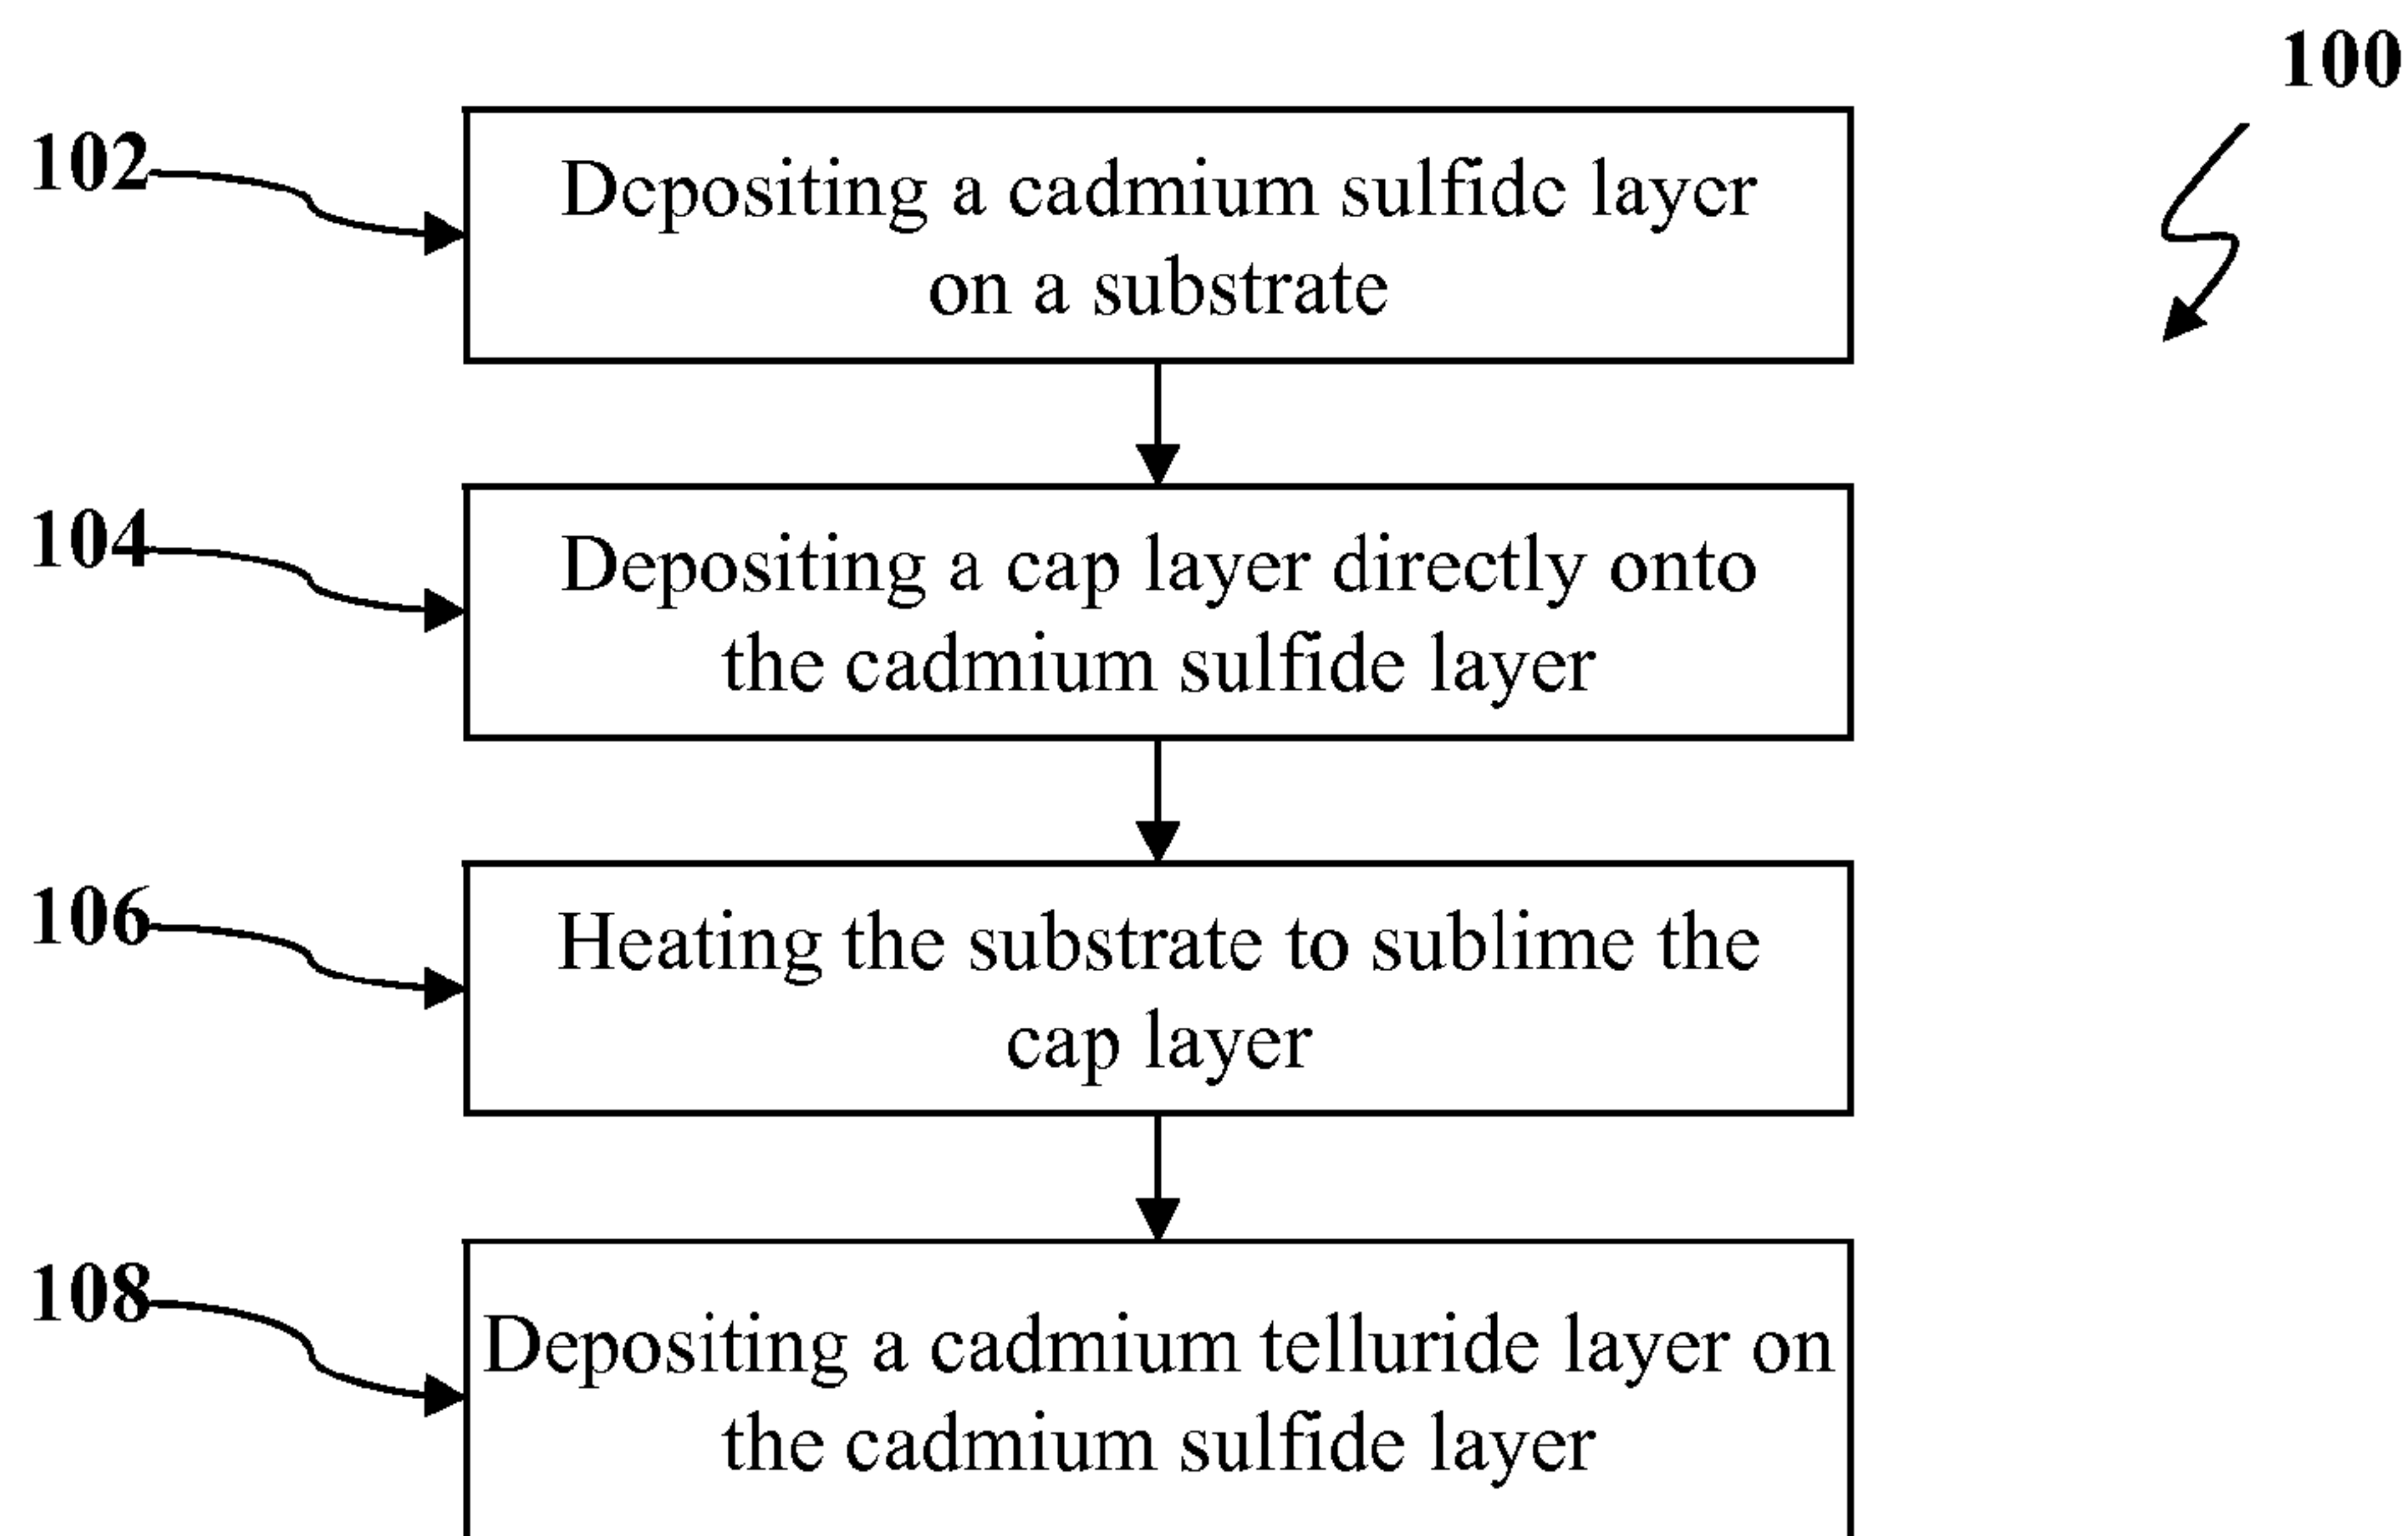 100
102
Depositing a cadmium sulfide layer
on a substrate
104
Depositing a cap layer directly onto
the cadmium sulfide layer
106
Heating the substrate to sublime the
cap layer
108
Depositing a cadmium telluride layer on
the cadmium sulfide layer